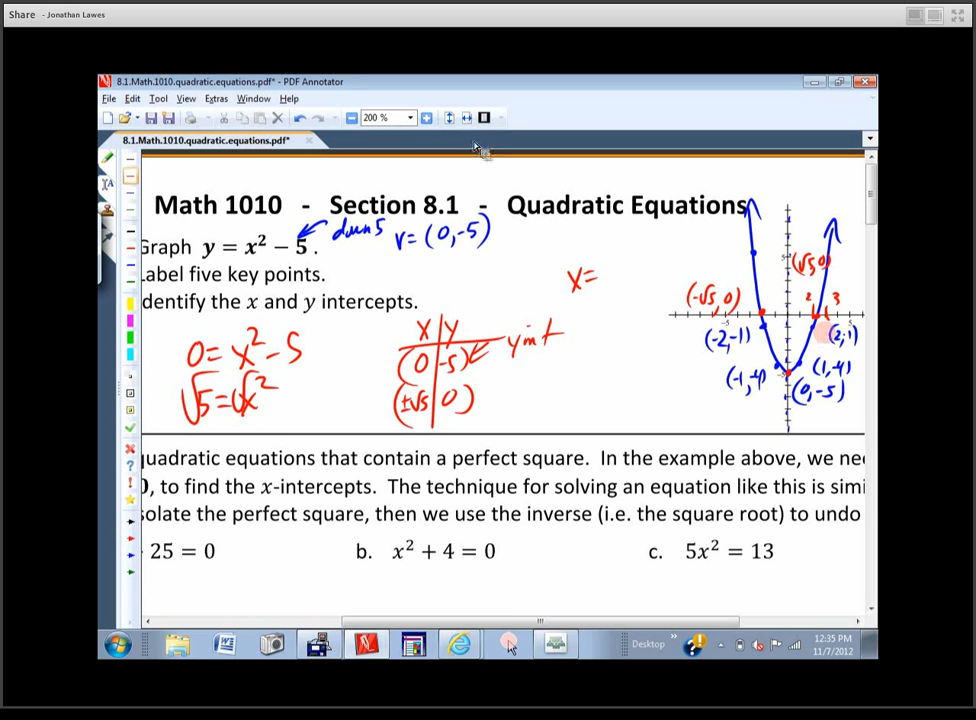 Share - Jonathan Lawes
8.1.Math.1010.quadratic.equations.pdf* - PDF Annotator
File Edit Tool View Extras Window Help
200 %
8.1.Math.1010.quadratic.equations.pdf*
Math 1010 - Section 8.1 - Quadratic Equations
Graph y = x² − 5.
down 5
V=(0,-5)
Label five key points.
Identify the x and y intercepts.
x=
0=x²-5
√5=√x²
X | Y
(0 | -5) y int
(±√5 | 0)
(-√5, 0)
(√5 0)
2 3
5
-5
5
(-2,-1)
(2,-1)
(-1,-4)
(1,-4)
(0,-5)
quadratic equations that contain a perfect square. In the example above, we nee
0, to find the x-intercepts. The technique for solving an equation like this is simi
solate the perfect square, then we use the inverse (i.e. the square root) to undo
25 = 0
b. x² + 4 = 0
c. 5x² = 13
Desktop
12:35 PM
11/7/2012